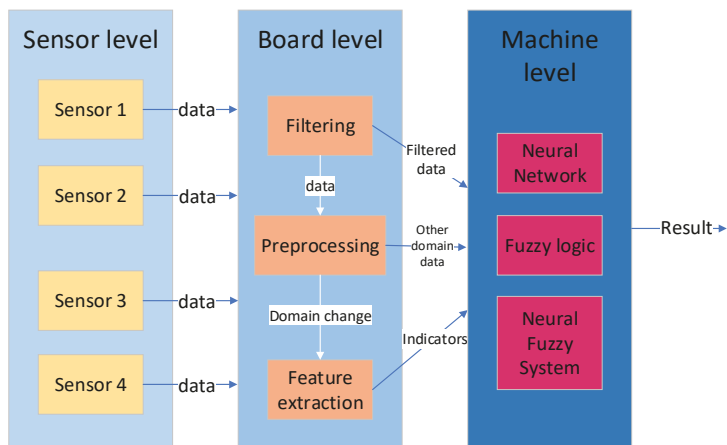 Sensor level
Sensor 1
Sensor 2
Sensor 3
Sensor 4
data
data
data
data
Board level
Filtering
data
Preprocessing
Domain change
Feature
extraction
Filtered
data
Other
domain
data
Indicators
Machine
level
Neural
Network
Fuzzy logic
Neural
Fuzzy
System
Result